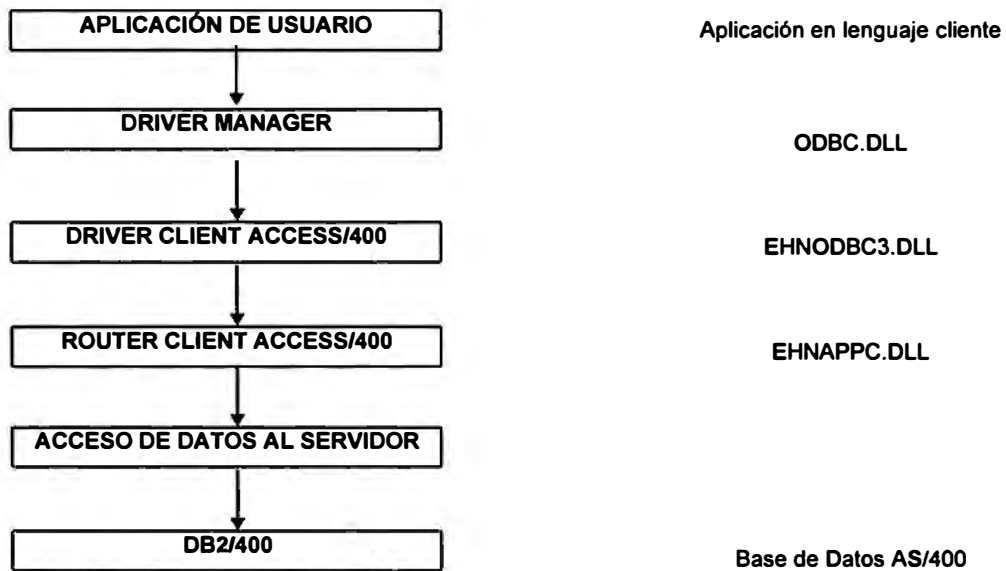 APLICACIÓN DE USUARIO
Aplicación en lenguaje cliente
DRIVER MANAGER
ODBC.DLL
DRIVER CLIENT ACCESS/400
EHNODBC3.DLL
ROUTER CLIENT ACCESS/400
EHNAPPC.DLL
ACCESO DE DATOS AL SERVIDOR
DB2/400
Base de Datos AS/400